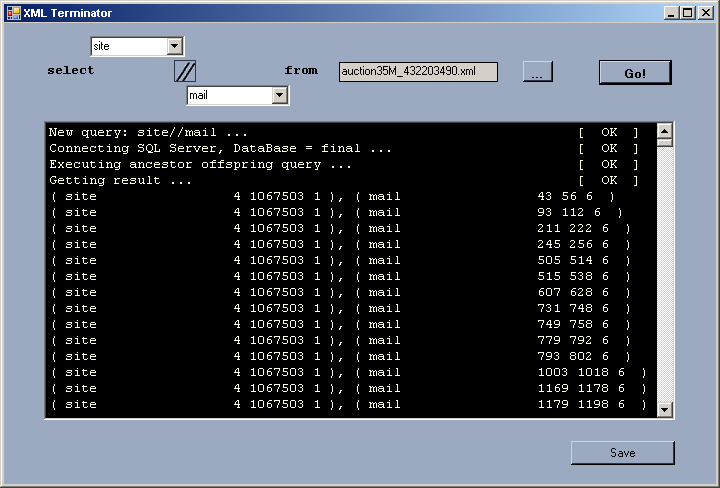 XML Terminator
site
select // from auction35M_432203490.xml ... Go!
mail
New query: site//mail ... [ OK ]
Connecting SQL Server, DataBase = final ... [ OK ]
Executing ancestor offspring query ... [ OK ]
Getting result ... [ OK ]
( site 4 1067503 1 ), ( mail 43 56 6 )
( site 4 1067503 1 ), ( mail 93 112 6 )
( site 4 1067503 1 ), ( mail 211 222 6 )
( site 4 1067503 1 ), ( mail 245 256 6 )
( site 4 1067503 1 ), ( mail 505 514 6 )
( site 4 1067503 1 ), ( mail 515 538 6 )
( site 4 1067503 1 ), ( mail 607 628 6 )
( site 4 1067503 1 ), ( mail 731 748 6 )
( site 4 1067503 1 ), ( mail 749 758 6 )
( site 4 1067503 1 ), ( mail 779 792 6 )
( site 4 1067503 1 ), ( mail 793 802 6 )
( site 4 1067503 1 ), ( mail 1003 1018 6 )
( site 4 1067503 1 ), ( mail 1169 1178 6 )
( site 4 1067503 1 ), ( mail 1179 1198 6 )
Save